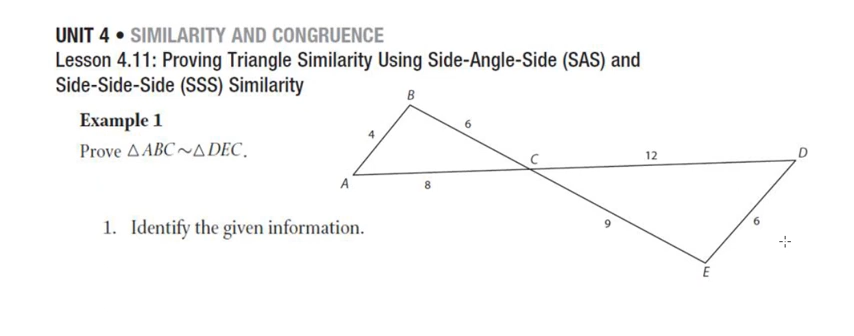 UNIT 4 • SIMILARITY AND CONGRUENCE
Lesson 4.11: Proving Triangle Similarity Using Side-Angle-Side (SAS) and
Side-Side-Side (SSS) Similarity
Example 1
Prove △ABC~△DEC.
B
4
6
C
12
D
A
8
9
6
E
1. Identify the given information.